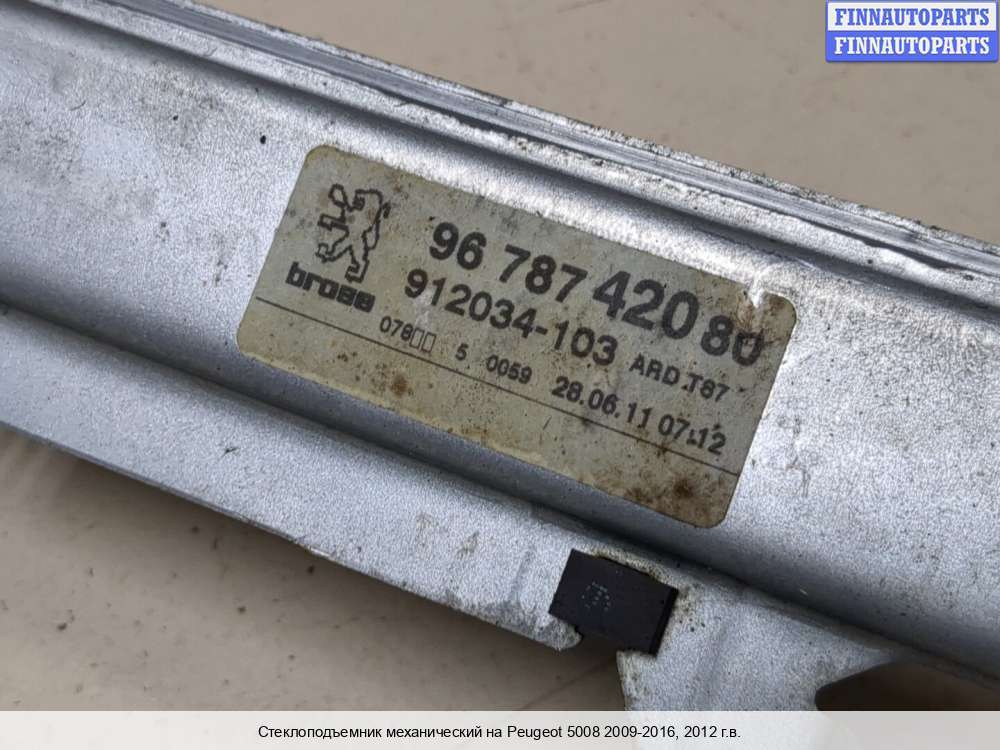 FINNAUTOPARTS
FINNAUTOPARTS
brose
96 787 420 80
912034-103 ARD.T87
078□□ 5 0059 28.06.11 07:12
Стеклоподъемник механический на Peugeot 5008 2009-2016, 2012 г.в.